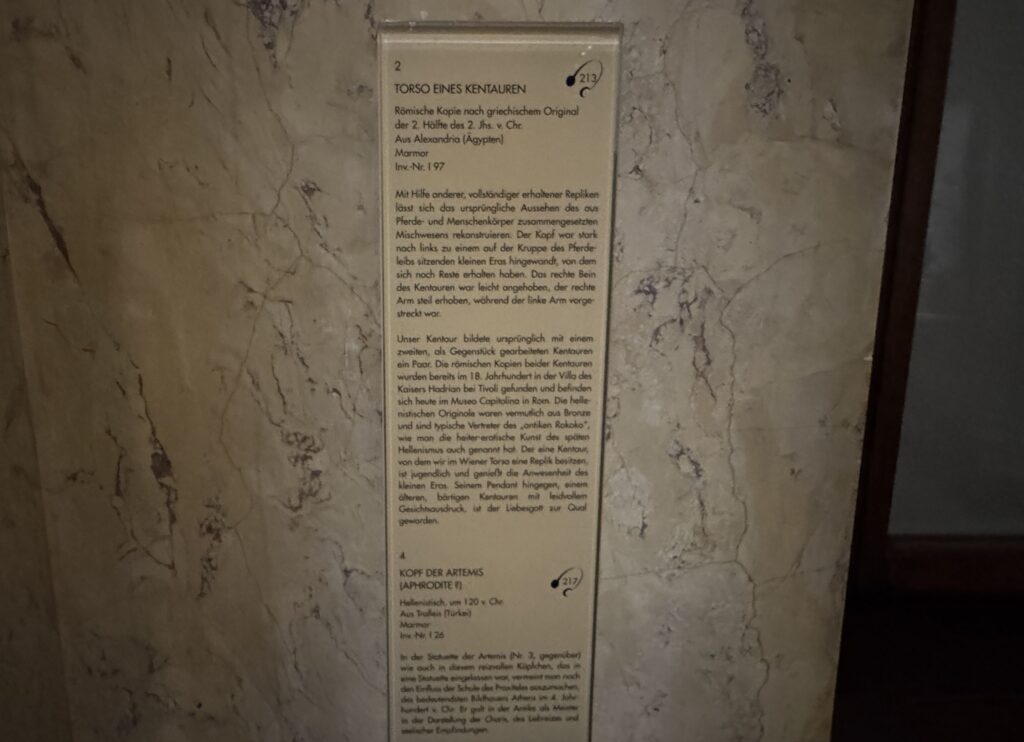 2
213
TORSO EINES KENTAUREN
Römische Kopie nach griechischem Original
der 2. Hälfte des 2. Jhs. v. Chr.
Aus Alexandria (Ägypten)
Marmor
Inv.-Nr. I 97
Mit Hilfe anderer, vollständiger erhaltener Repliken
lässt sich das ursprüngliche Aussehen des aus
Pferde- und Menschenkörper zusammengesetzten
Mischwesens rekonstruieren. Der Kopf war stark
nach links zu einem auf der Kruppe des Pferde-
leibs sitzenden kleinen Eros hingewandt, von dem
sich noch Reste erhalten haben. Das rechte Bein
des Kentauren war leicht angehoben, der rechte
Arm steil erhoben, während der linke Arm vorge-
streckt war.
Unser Kentaur bildete ursprünglich mit einem
zweiten, als Gegenstück gearbeiteten Kentauren
ein Paar. Die römischen Kopien beider Kentauren
wurden bereits im 18. Jahrhundert in der Villa des
Kaisers Hadrian bei Tivoli gefunden und befinden
sich heute im Museo Capitolino in Rom. Die helle-
nistischen Originale waren vermutlich aus Bronze
und sind typische Vertreter des „antiken Rokoko“,
wie man die heiter-erotische Kunst des späten
Hellenismus auch genannt hat. Der eine Kentaur,
von dem wir im Wiener Torso eine Replik besitzen,
ist jugendlich und genießt die Anwesenheit des
kleinen Eros. Seinem Pendant hingegen, einem
älteren, bärtigen Kentauren mit leidvollem
Gesichtsausdruck, ist der Liebesgott zur Qual
geworden.
4
217
KOPF DER ARTEMIS
(APHRODITE ?)
Hellenistisch, um 120 v. Chr.
Aus Tralleis (Türkei)
Marmor
Inv.-Nr. I 26
In der Statuette der Artemis (Nr. 3, gegenüber)
wie auch in diesem reizvollen Köpfchen, das in
eine Statuette eingelassen war, vermeint man noch
den Einfluss der Schule des Praxiteles auszumachen,
des bedeutendsten Bildhauers Athens im 4. Jahr-
hundert v. Chr. Er galt in der Antike als Meister
in der Darstellung der Charis, des Liebreizes und
seelischer Empfindungen.